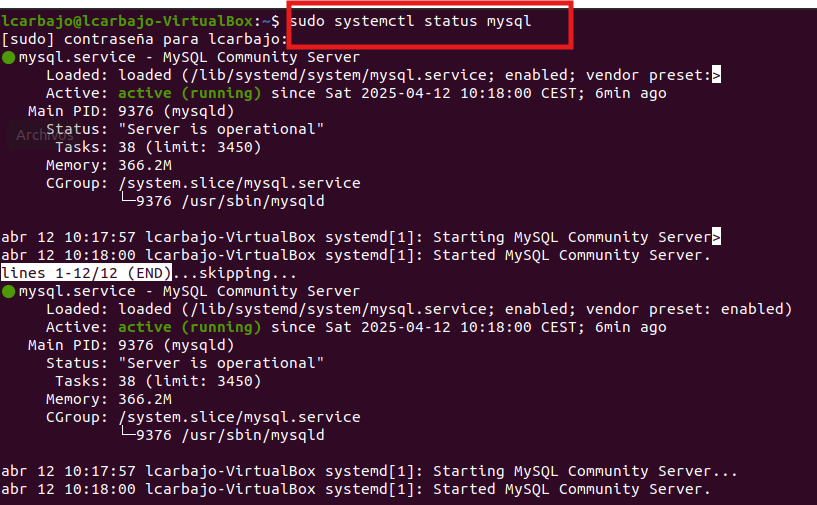 lcarbajo@lcarbajo-VirtualBox:~$ sudo systemctl status mysql
[sudo] contraseña para lcarbajo:
● mysql.service - MySQL Community Server
     Loaded: loaded (/lib/systemd/system/mysql.service; enabled; vendor preset:>
     Active: active (running) since Sat 2025-04-12 10:18:00 CEST; 6min ago
   Main PID: 9376 (mysqld)
Archivos
     Status: "Server is operational"
      Tasks: 38 (limit: 3450)
     Memory: 366.2M
     CGroup: /system.slice/mysql.service
             └─9376 /usr/sbin/mysqld
abr 12 10:17:57 lcarbajo-VirtualBox systemd[1]: Starting MySQL Community Server>
abr 12 10:18:00 lcarbajo-VirtualBox systemd[1]: Started MySQL Community Server.
lines 1-12/12 (END)...skipping...
● mysql.service - MySQL Community Server
     Loaded: loaded (/lib/systemd/system/mysql.service; enabled; vendor preset: enabled)
     Active: active (running) since Sat 2025-04-12 10:18:00 CEST; 6min ago
   Main PID: 9376 (mysqld)
     Status: "Server is operational"
      Tasks: 38 (limit: 3450)
     Memory: 366.2M
     CGroup: /system.slice/mysql.service
             └─9376 /usr/sbin/mysqld
abr 12 10:17:57 lcarbajo-VirtualBox systemd[1]: Starting MySQL Community Server...
abr 12 10:18:00 lcarbajo-VirtualBox systemd[1]: Started MySQL Community Server.